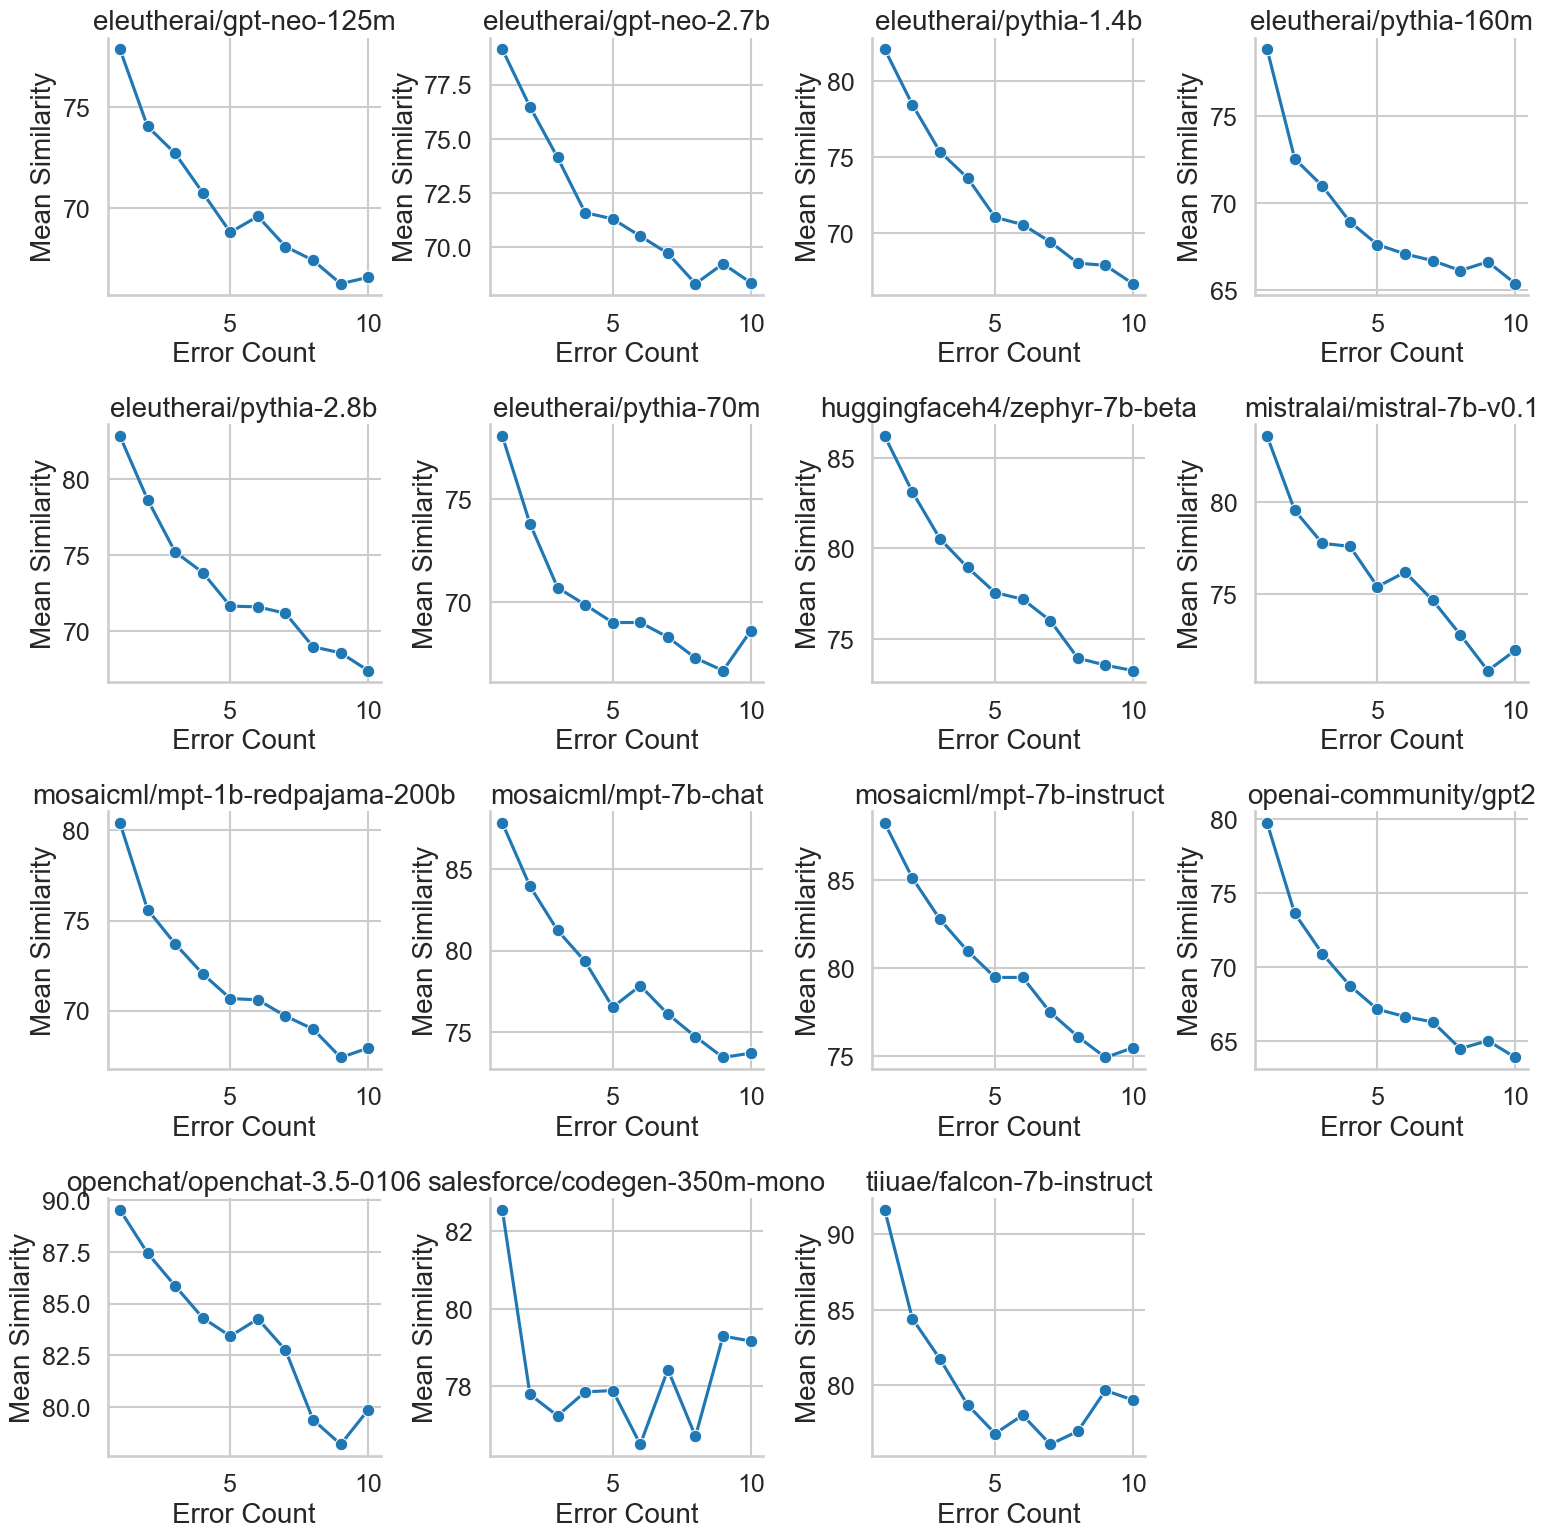 eleutherai/gpt-neo-125m
Mean Similarity
75
70
5
10
Error Count
eleutherai/gpt-neo-2.7b
Mean Similarity
77.5
75.0
72.5
70.0
5
10
Error Count
eleutherai/pythia-1.4b
Mean Similarity
80
75
70
5
10
Error Count
eleutherai/pythia-160m
Mean Similarity
75
70
65
5
10
Error Count
eleutherai/pythia-2.8b
Mean Similarity
80
75
70
5
10
Error Count
eleutherai/pythia-70m
Mean Similarity
75
70
5
10
Error Count
huggingfaceh4/zephyr-7b-beta
Mean Similarity
85
80
75
5
10
Error Count
mistralai/mistral-7b-v0.1
Mean Similarity
80
75
5
10
Error Count
mosaicml/mpt-1b-redpajama-200b
Mean Similarity
80
75
70
5
10
Error Count
mosaicml/mpt-7b-chat
Mean Similarity
85
80
75
5
10
Error Count
mosaicml/mpt-7b-instruct
Mean Similarity
85
80
75
5
10
Error Count
openai-community/gpt2
Mean Similarity
80
75
70
65
5
10
Error Count
openchat/openchat-3.5-0106
Mean Similarity
90.0
87.5
85.0
82.5
80.0
5
10
Error Count
salesforce/codegen-350m-mono
Mean Similarity
82
80
78
5
10
Error Count
tiiuae/falcon-7b-instruct
Mean Similarity
90
85
80
5
10
Error Count